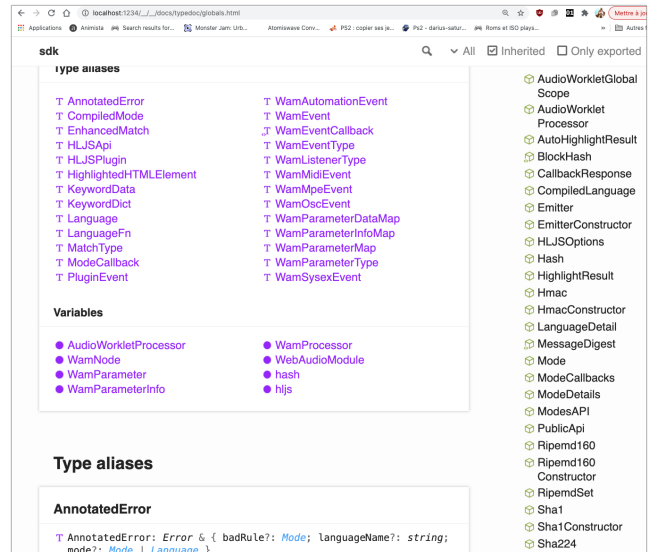 localhost:1234/__/__/docs/typedoc/globals.html
Mettre à jo
Applications
Animista
Search results for...
Monster Jam: Urb...
Atomiswave Conv...
PS2 : copier ses je...
Ps2 - darius-satur...
Roms et ISO plays...
»
Autres
sdk
All
Inherited
Only exported
Type aliases
T AnnotatedError
T CompiledMode
T EnhancedMatch
T HLJSApi
T HLJSPlugin
T HighlightedHTMLElement
T KeywordData
T KeywordDict
T Language
T LanguageFn
T MatchType
T ModeCallback
T PluginEvent
T WamAutomationEvent
T WamEvent
T WamEventCallback
T WamEventType
T WamListenerType
T WamMidiEvent
T WamMpeEvent
T WamOscEvent
T WamParameterDataMap
T WamParameterInfoMap
T WamParameterMap
T WamParameterType
T WamSysexEvent
Variables
AudioWorkletProcessor
WamNode
WamParameter
WamParameterInfo
WamProcessor
WebAudioModule
hash
hljs
Type aliases
AnnotatedError
T AnnotatedError: Error & { badRule?: Mode; languageName?: string;
mode?: Mode | Language }
AudioWorkletGlobal
Scope
AudioWorklet
Processor
AutoHighlightResult
BlockHash
CallbackResponse
CompiledLanguage
Emitter
EmitterConstructor
HLJSOptions
Hash
HighlightResult
Hmac
HmacConstructor
LanguageDetail
MessageDigest
Mode
ModeCallbacks
ModeDetails
ModesAPI
PublicApi
Ripemd160
Ripemd160
Constructor
RipemdSet
Sha1
Sha1Constructor
Sha224